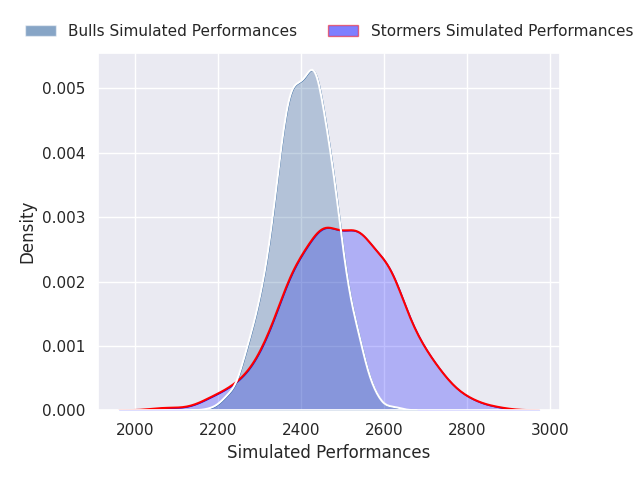 Bulls Simulated Performances Stormers Simulated Performances
0.005
0.004
0.003
0.002
0.001
0.000
Density
2000 2200 2400 2600 2800 3000
Simulated Performances